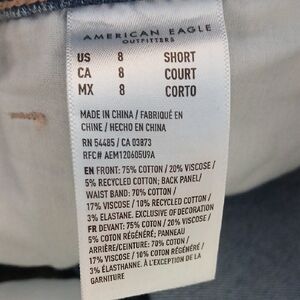 AMERICAN EAGLE
OUTFITTERS
US 8 SHORT
CA 8 COURT
MX 8 CORTO
MADE IN CHINA / FABRIQUÉ EN
CHINE / HECHO EN CHINA
RN 54485 / CA 03873
RFC# AEM120605U9A
EN FRONT: 75% COTTON / 20% VISCOSE /
5% RECYCLED COTTON; BACK PANEL/
WAIST BAND: 70% COTTON /
17% VISCOSE / 10% RECYCLED COTTON /
3% ELASTANE. EXCLUSIVE OF DECORATION
FR DEVANT: 75% COTON / 20% VISCOSE /
5% COTON RÉGÉNÉRÉ; PANNEAU
ARRIÈRE/CEINTURE: 70% COTON /
17% VISCOSE / 10% COTON RÉGÉNÉRÉ /
3% ÉLASTHANNE. À L'EXCEPTION DE LA
GARNITURE